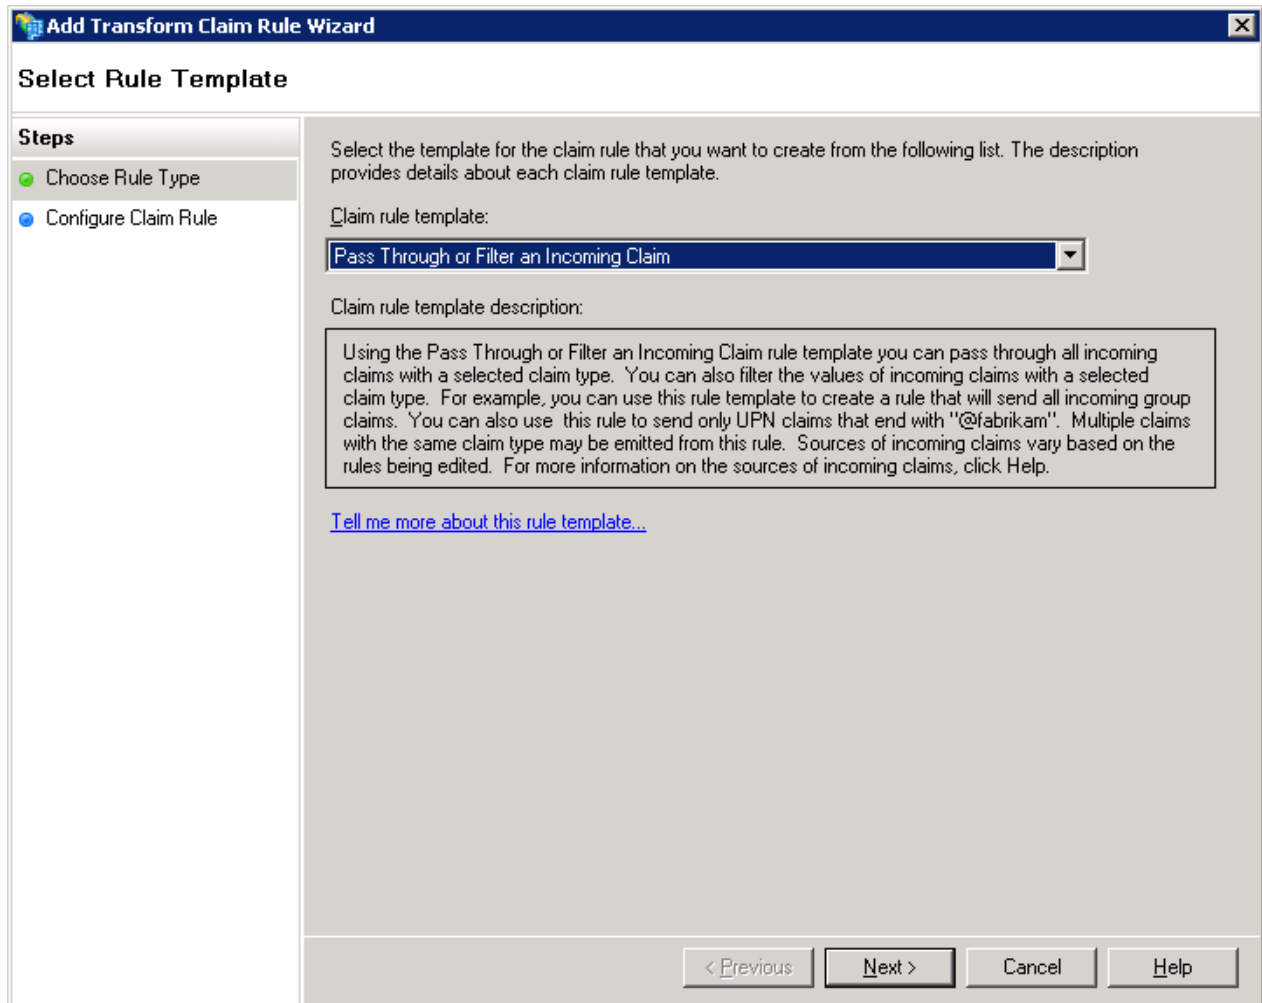 Add Transform Claim Rule Wizard
Select Rule Template
Steps
Choose Rule Type
Configure Claim Rule
Select the template for the claim rule that you want to create from the following list. The description
provides details about each claim rule template.
Claim rule template:
Pass Through or Filter an Incoming Claim
Claim rule template description:
Using the Pass Through or Filter an Incoming Claim rule template you can pass through all incoming
claims with a selected claim type.  You can also filter the values of incoming claims with a selected
claim type.  For example, you can use this rule template to create a rule that will send all incoming group
claims.  You can also use  this rule to send only UPN claims that end with "@fabrikam".  Multiple claims
with the same claim type may be emitted from this rule.  Sources of incoming claims vary based on the
rules being edited.  For more information on the sources of incoming claims, click Help.
Tell me more about this rule template...
< Previous
Next >
Cancel
Help